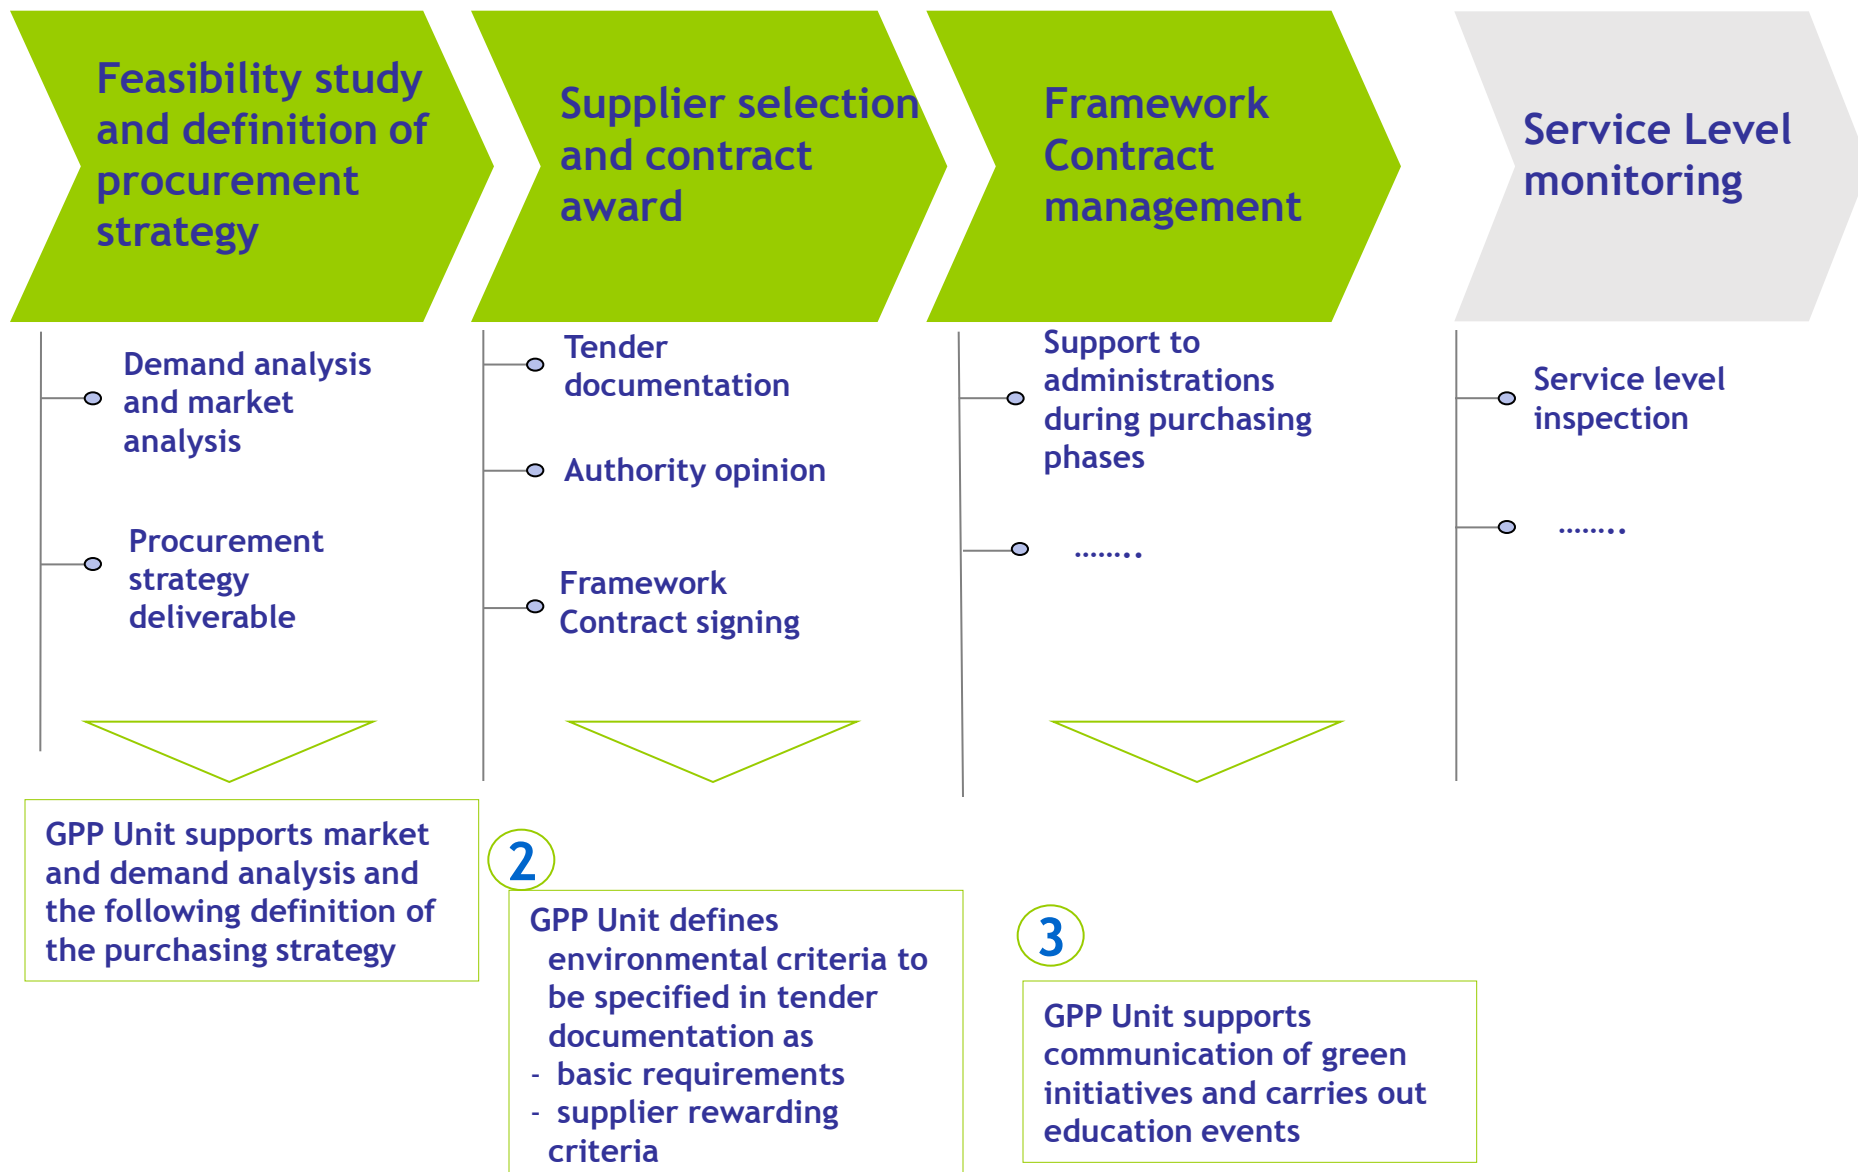 Feasibility study
and definition of
procurement
strategy
Supplier selection
and contract
award
Framework
Contract
management
Service Level
monitoring
Demand analysis
and market
analysis
Procurement
strategy
deliverable
Tender
documentation
Authority opinion
Framework
Contract signing
Support to
administrations
during purchasing
phases
……..
Service level
inspection
……..
GPP Unit supports market
and demand analysis and
the following definition of
the purchasing strategy
2
GPP Unit defines
environmental criteria to
be specified in tender
documentation as
- basic requirements
- supplier rewarding
criteria
3
GPP Unit supports
communication of green
initiatives and carries out
education events